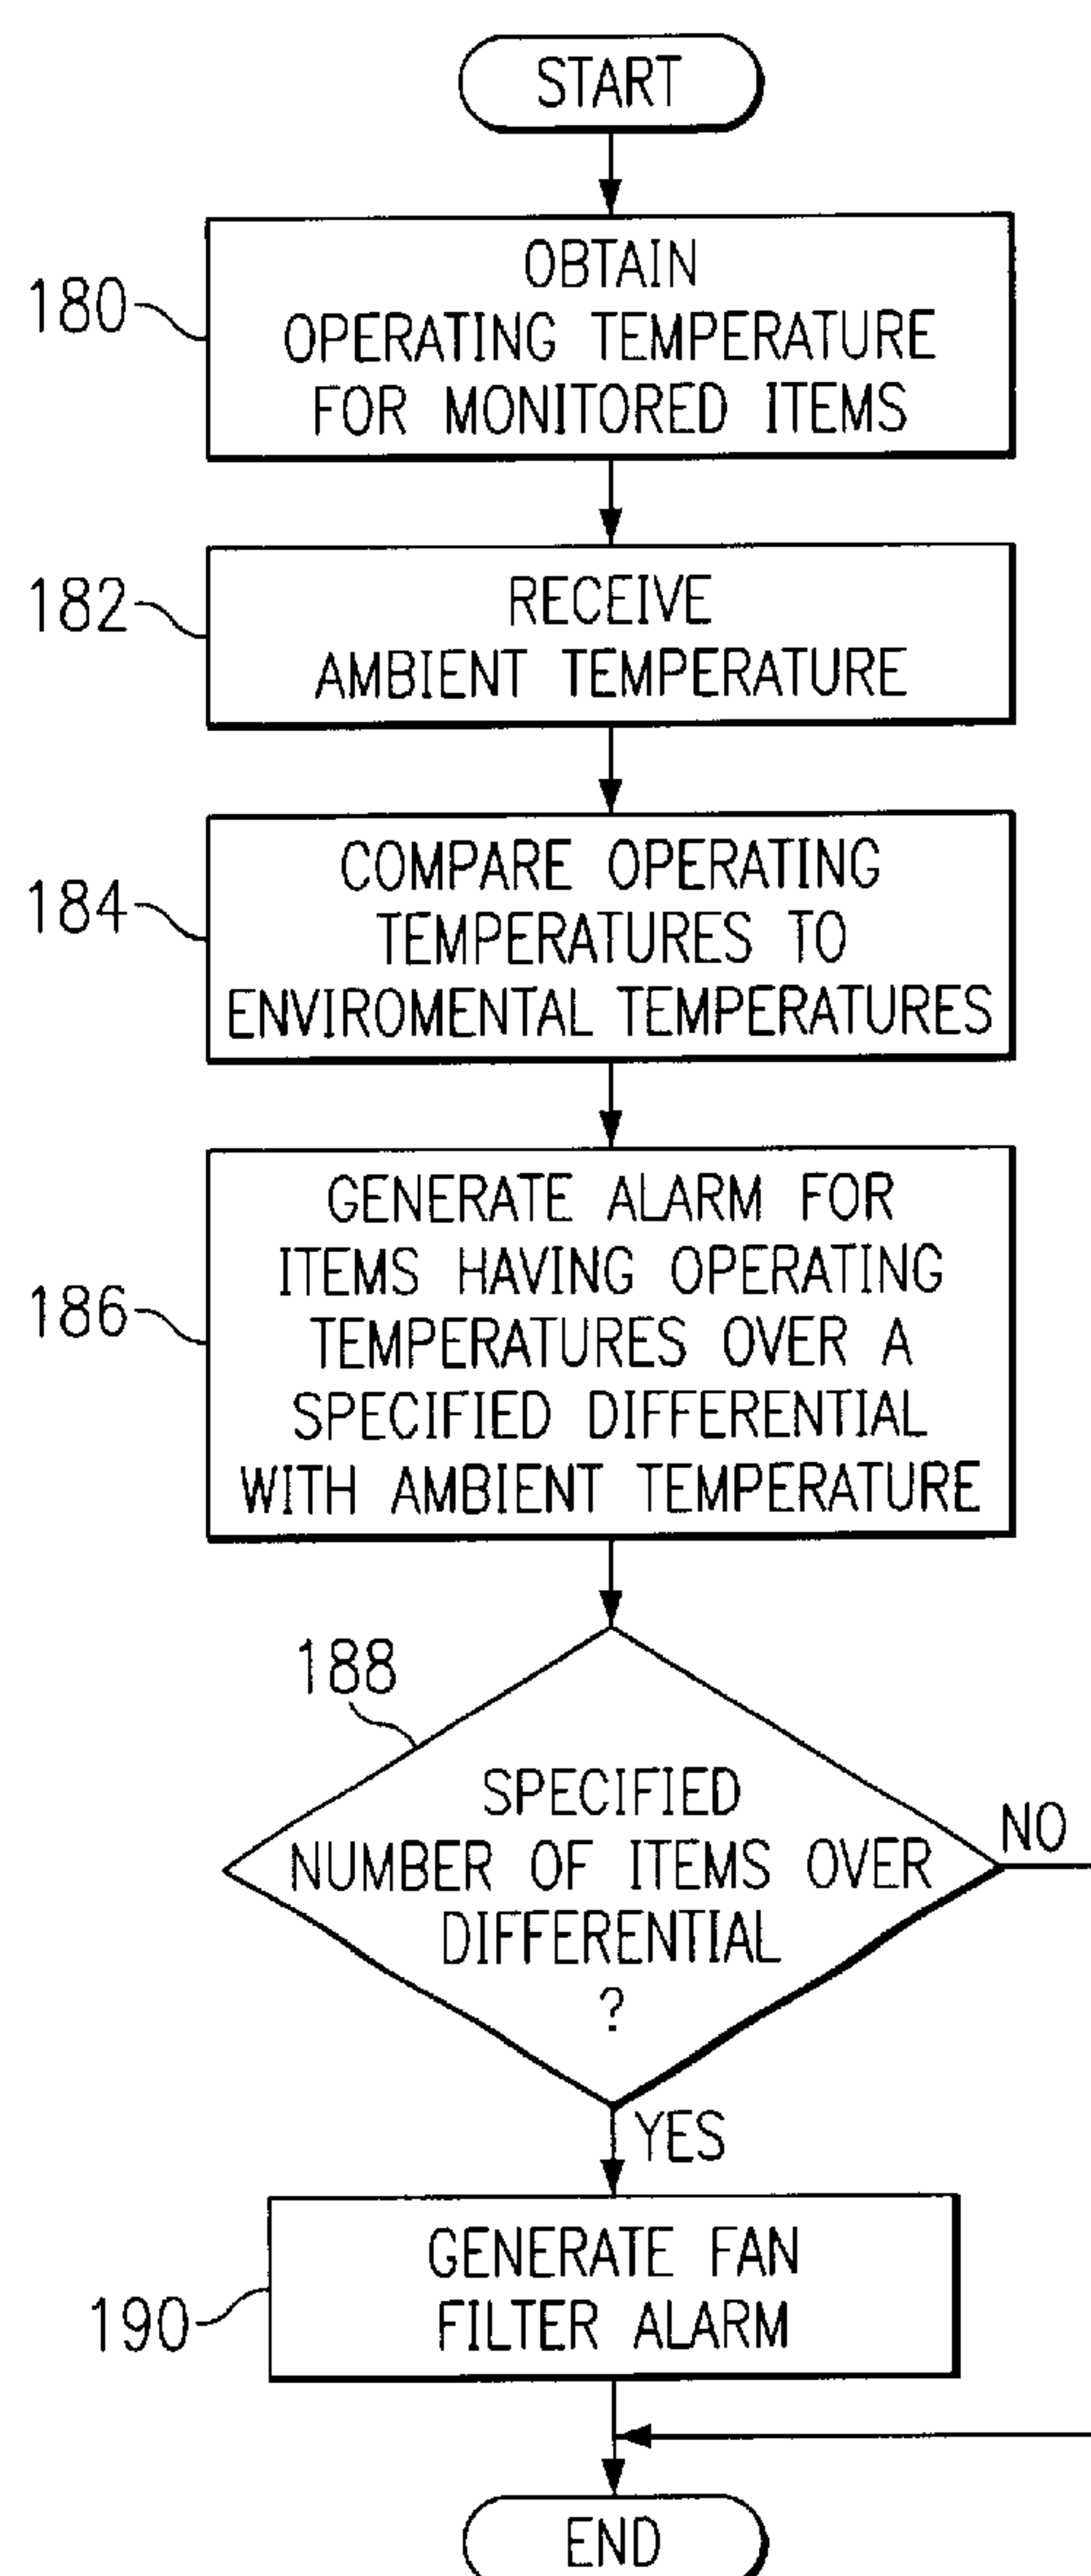 START
180
OBTAIN
OPERATING TEMPERATURE
FOR MONITORED ITEMS
182
RECEIVE
AMBIENT TEMPERATURE
184
COMPARE OPERATING
TEMPERATURES TO
ENVIROMENTAL TEMPERATURES
186
GENERATE ALARM FOR
ITEMS HAVING OPERATING
TEMPERATURES OVER A
SPECIFIED DIFFERENTIAL
WITH AMBIENT TEMPERATURE
188
SPECIFIED
NUMBER OF ITEMS OVER
DIFFERENTIAL
?
NO
YES
190
GENERATE FAN
FILTER ALARM
END